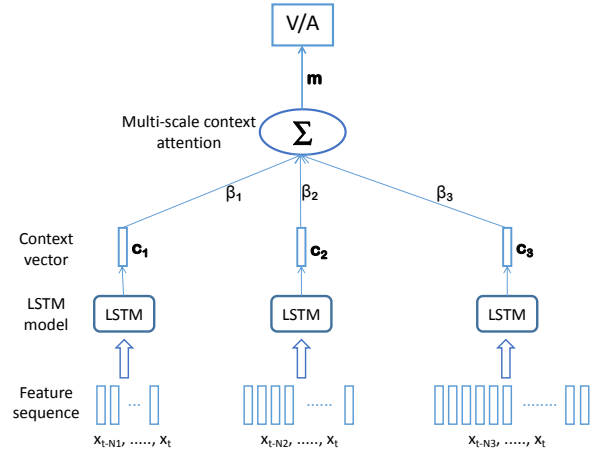 V/A
m
Multi-scale context
attention
Σ
β1
β2
β3
Context
vector
c1
c2
c3
LSTM
model
LSTM
LSTM
LSTM
Feature
sequence
...
......
........
xt-N1, ....., xt
xt-N2, ....., xt
xt-N3, ....., xt